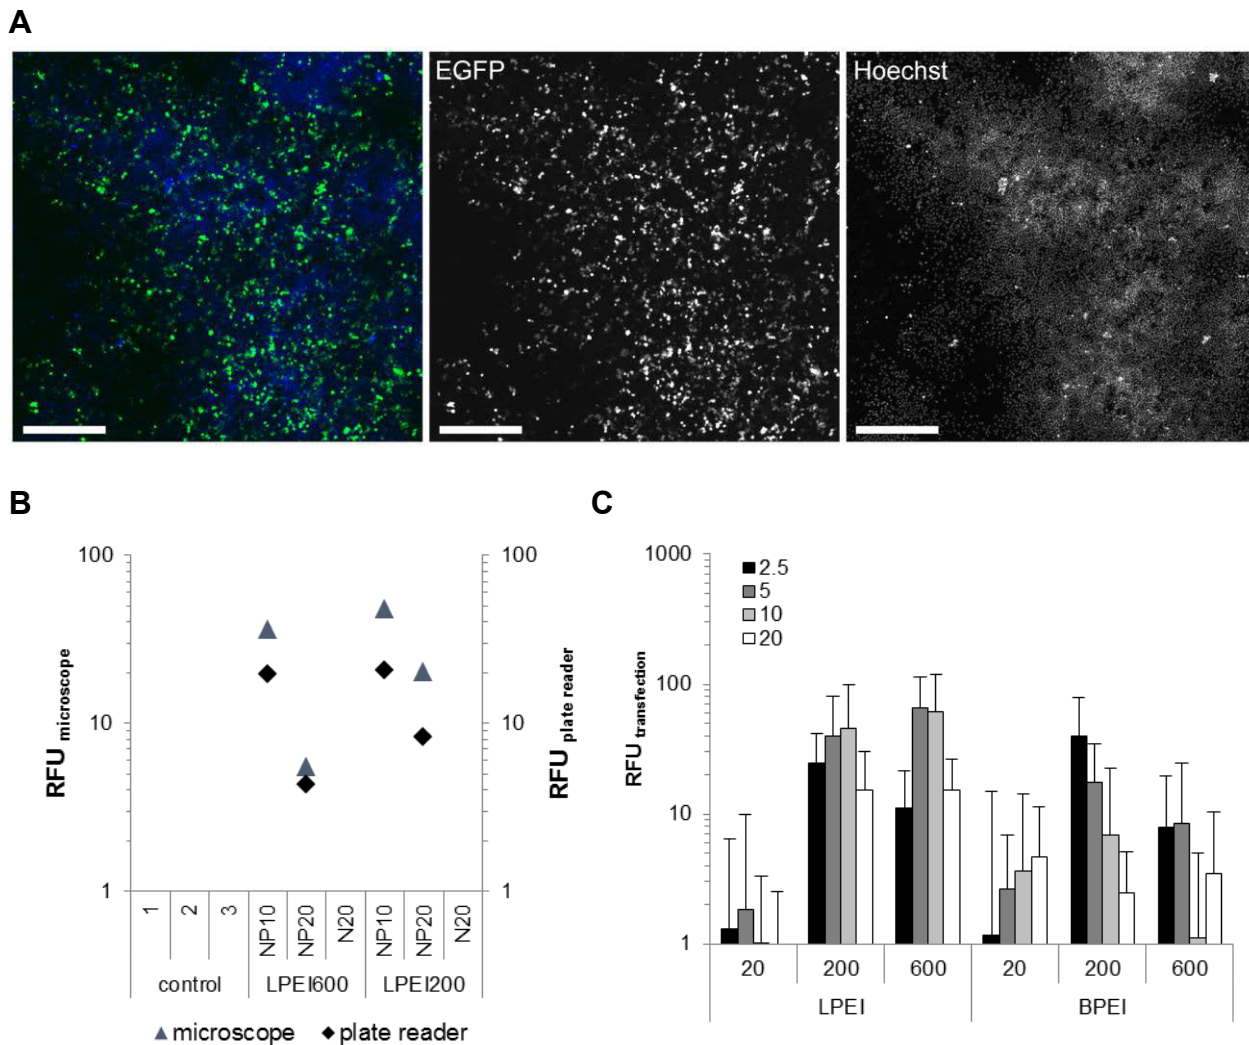 A
EGFP
Hoechst
B
100
10
1
RFU microscope
100
10
1
RFU plate reader
1
2
3
NP10
NP20
N20
NP10
NP20
N20
control
LPEI600
LPEI200
microscope
plate reader
C
1000
100
10
1
RFU transfection
2.5
5
10
20
20
200
600
20
200
600
LPEI
BPEI